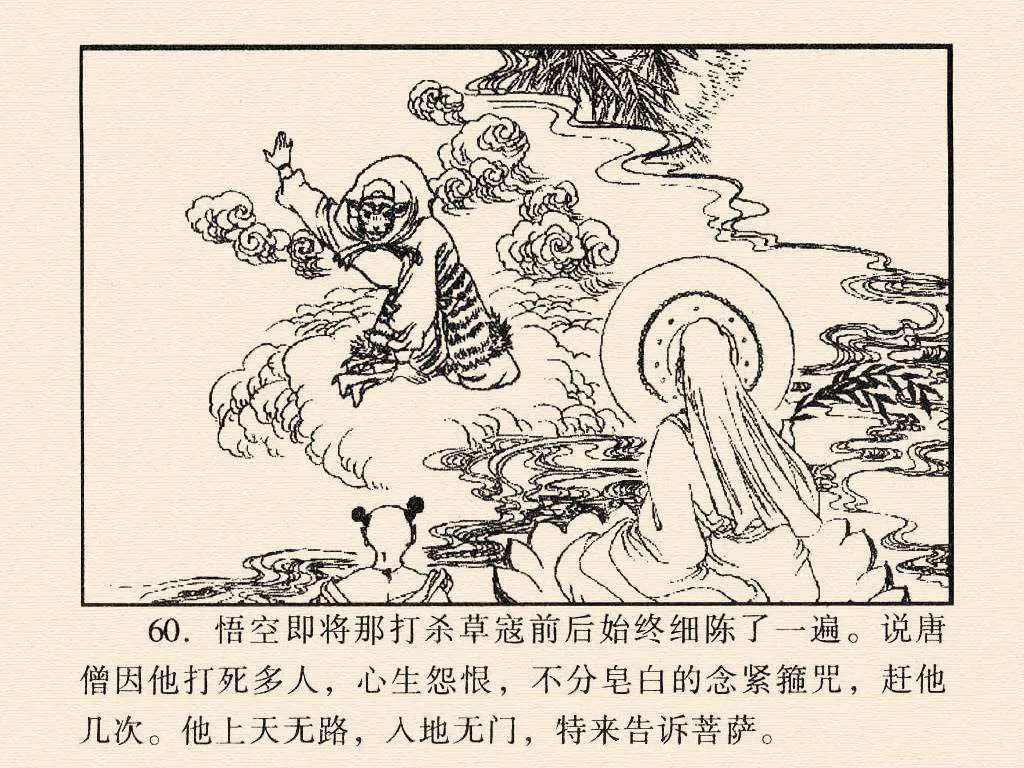 60. 悟空即将那打杀草寇前后始终细陈了一遍。说唐
僧因他打死多人，心生怨恨，不分皂白的念紧箍咒，赶他
几次。他上天无路，入地无门，特来告诉菩萨。